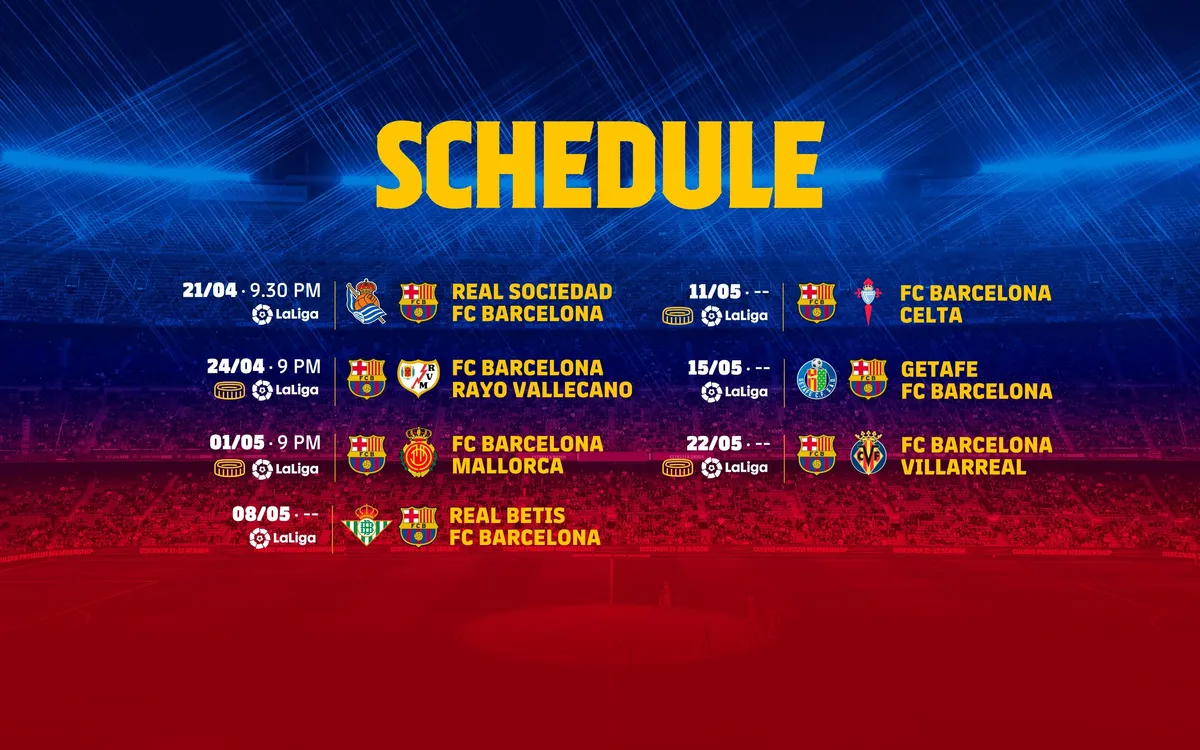 SCHEDULE
21/04 · 9.30 PM
LaLiga
REAL SOCIEDAD
FC BARCELONA
24/04 · 9 PM
LaLiga
FC BARCELONA
RAYO VALLECANO
01/05 · 9 PM
LaLiga
FC BARCELONA
MALLORCA
08/05 · --
LaLiga
REAL BETIS
FC BARCELONA
11/05 · --
LaLiga
FC BARCELONA
CELTA
15/05 · --
LaLiga
GETAFE
FC BARCELONA
22/05 · --
LaLiga
FC BARCELONA
VILLARREAL